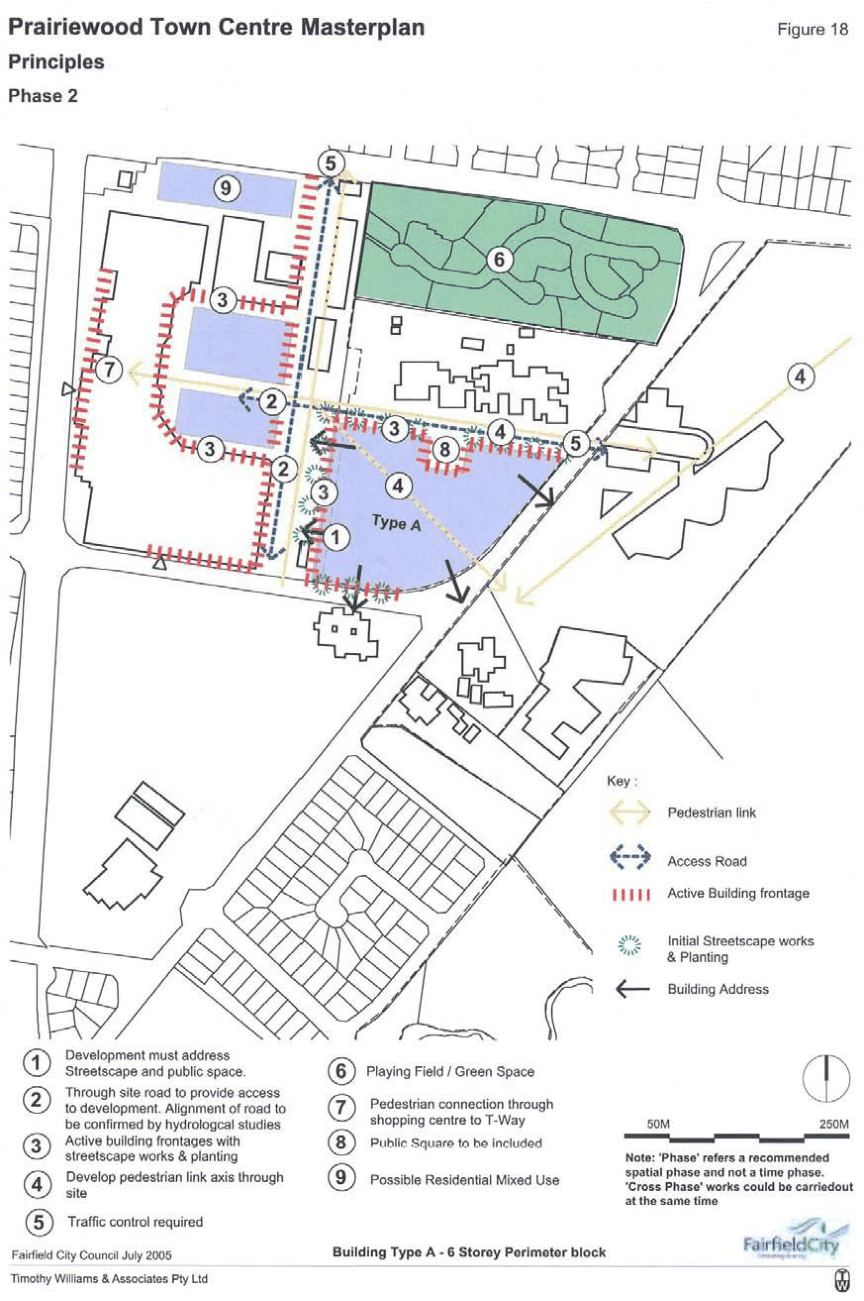 Prairiewood Town Centre Masterplan
Figure 18
Principles
Phase 2
5
9
6
3
7
4
2
3
4
5
8
3
2
4
3
Type A
1
Key :
Pedestrian link
Access Road
Active Building frontage
Initial Streetscape works
& Planting
Building Address
1 Development must address
Streetscape and public space.
2 Through site road to provide access
to development. Alignment of road to
be confirmed by hydrologcal studies
3 Active building frontages with
streetscape works & planting
4 Develop pedestrian link axis through
site
5 Traffic control required
6 Playing Field / Green Space
7 Pedestrian connection through
shopping centre to T-Way
8 Public Square to be included
9 Possible Residential Mixed Use
50M 250M
Note: 'Phase' refers a recommended
spatial phase and not a time phase.
'Cross Phase' works could be carriedout
at the same time
Fairfield City Council July 2005
Building Type A - 6 Storey Perimeter block
FairfieldCity
Timothy Williams & Associates Pty Ltd
TW